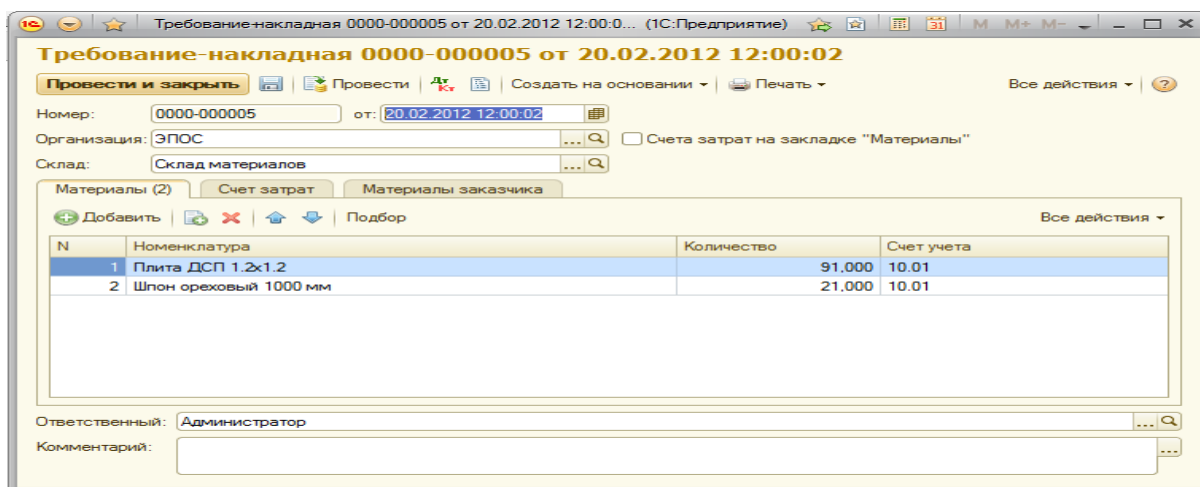 Требование-накладная 0000-000005 от 20.02.2012 12:00:0... (1С:Предприятие) 31 M M+ M-
Требование-накладная 0000-000005 от 20.02.2012 12:00:02
Провести и закрыть Провести Дт Кт Создать на основании Печать Все действия ?
Номер: 0000-000005 от: 20.02.2012 12:00:02
Организация: ЭПОС ... Счета затрат на закладке "Материалы"
Склад: Склад материалов ...
Материалы (2) Счет затрат Материалы заказчика
Добавить Подбор Все действия
N Номенклатура Количество Счет учета
1 Плита ДСП 1.2х1.2 91,000 10.01
2 Шпон ореховый 1000 мм 21,000 10.01
Ответственный: Администратор ...
Комментарий: ...